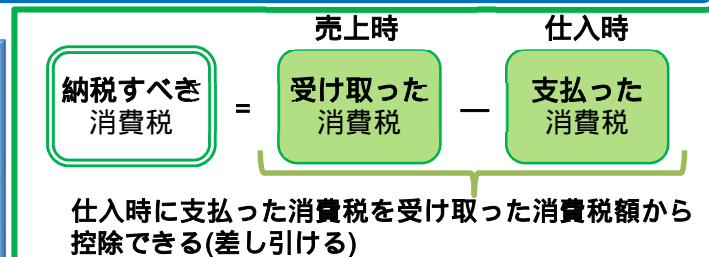 売上時 仕入時
納税すべき 受け取った 支払った
消費税 = 消費税 ― 消費税
仕入時に支払った消費税を受け取った消費税額から
控除できる(差し引ける)